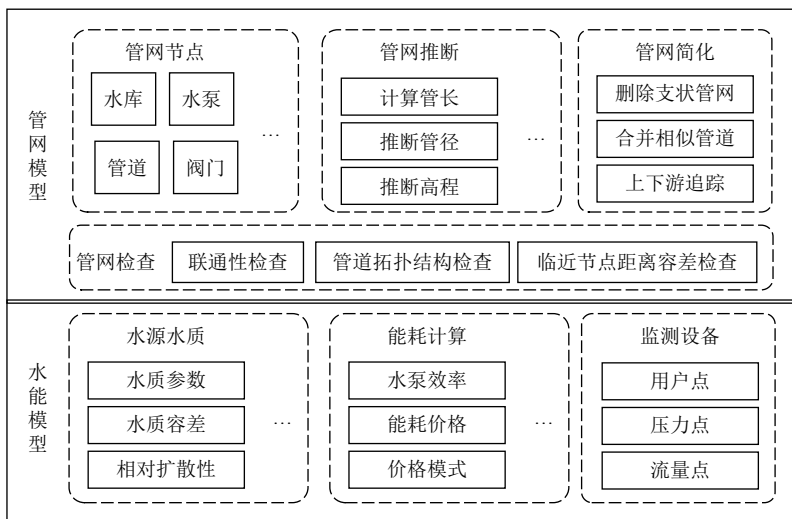 管网模型
管网节点
水库
水泵
管道
阀门
…
管网推断
计算管长
推断管径
推断高程
…
管网简化
删除支状管网
合并相似管道
上下游追踪
管网检查
联通性检查
管道拓扑结构检查
临近节点距离容差检查
水能模型
水源水质
水质参数
水质容差
相对扩散性
…
能耗计算
水泵效率
能耗价格
价格模式
…
监测设备
用户点
压力点
流量点